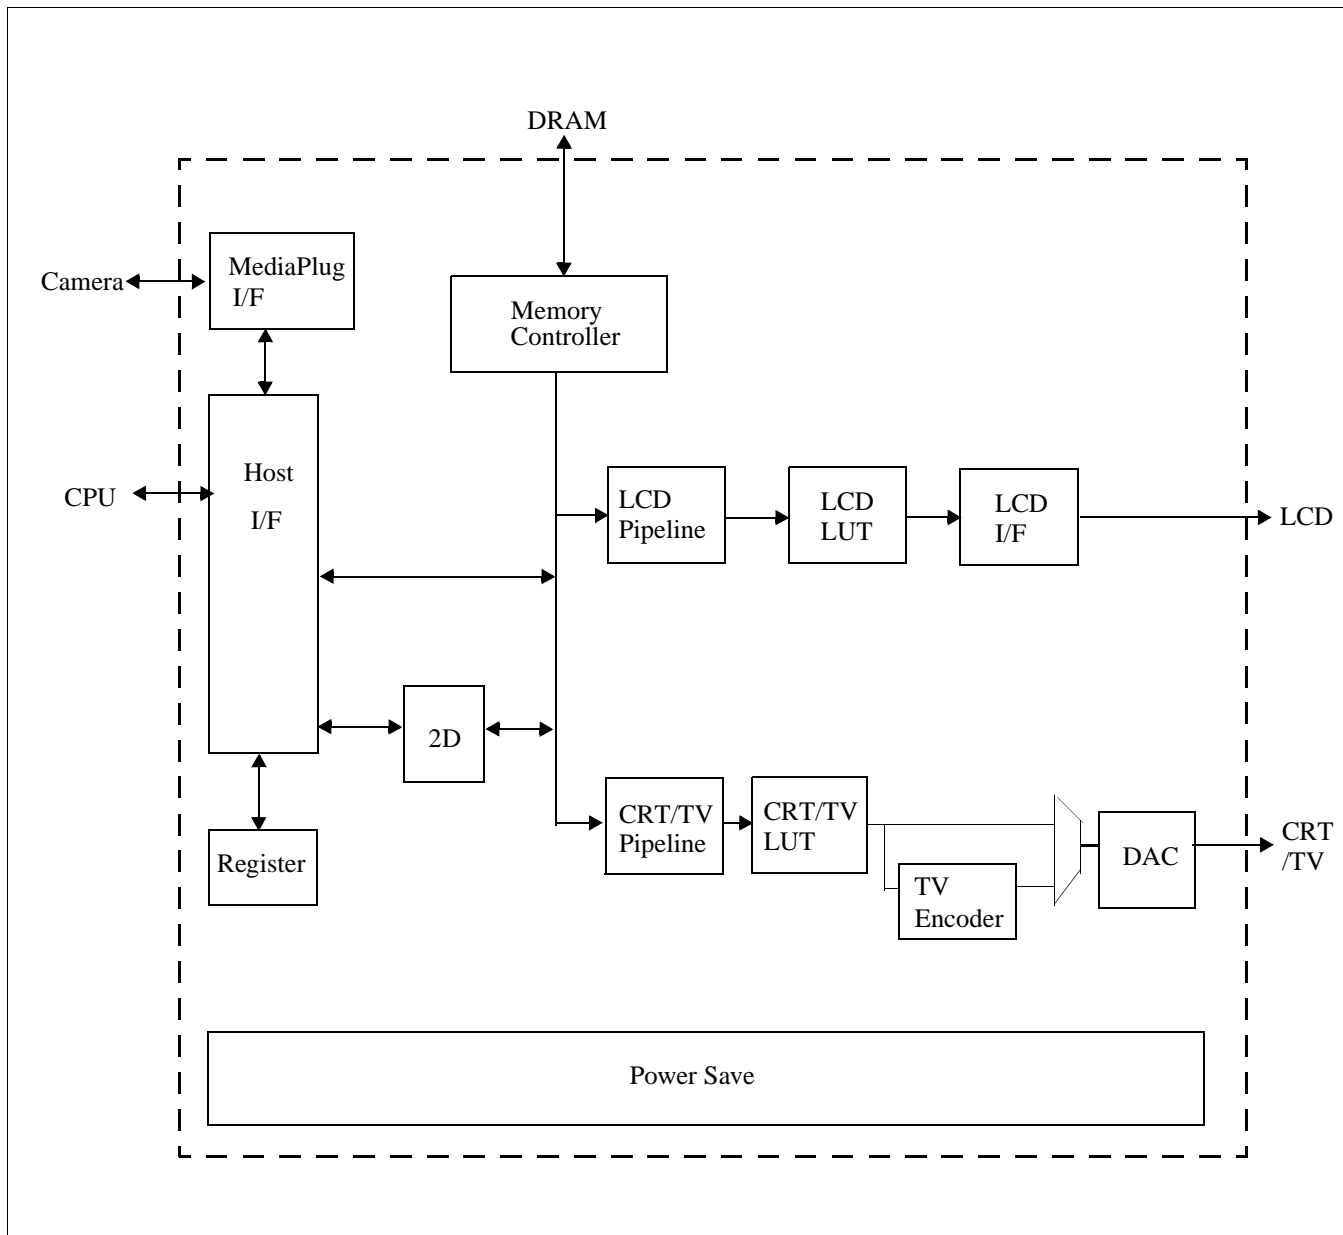 DRAM
Camera
MediaPlug
I/F
Memory
Controller
CPU
Host
I/F
LCD
Pipeline
LCD
LUT
LCD
I/F
LCD
2D
CRT/TV
Pipeline
CRT/TV
LUT
TV
Encoder
DAC
CRT
/TV
Register
Power Save